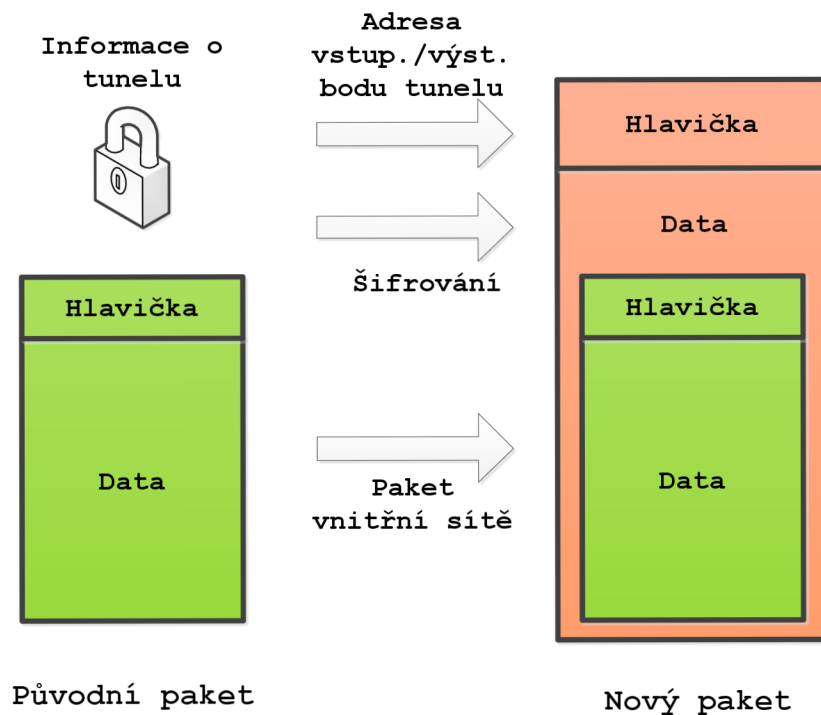 Informace o
tunelu
Adresa
vstup./výst.
bodu tunelu
Hlavička
Data
Šifrování
Hlavička
Data
Hlavička
Data
Paket
vnitřní sítě
Původní paket
Nový paket